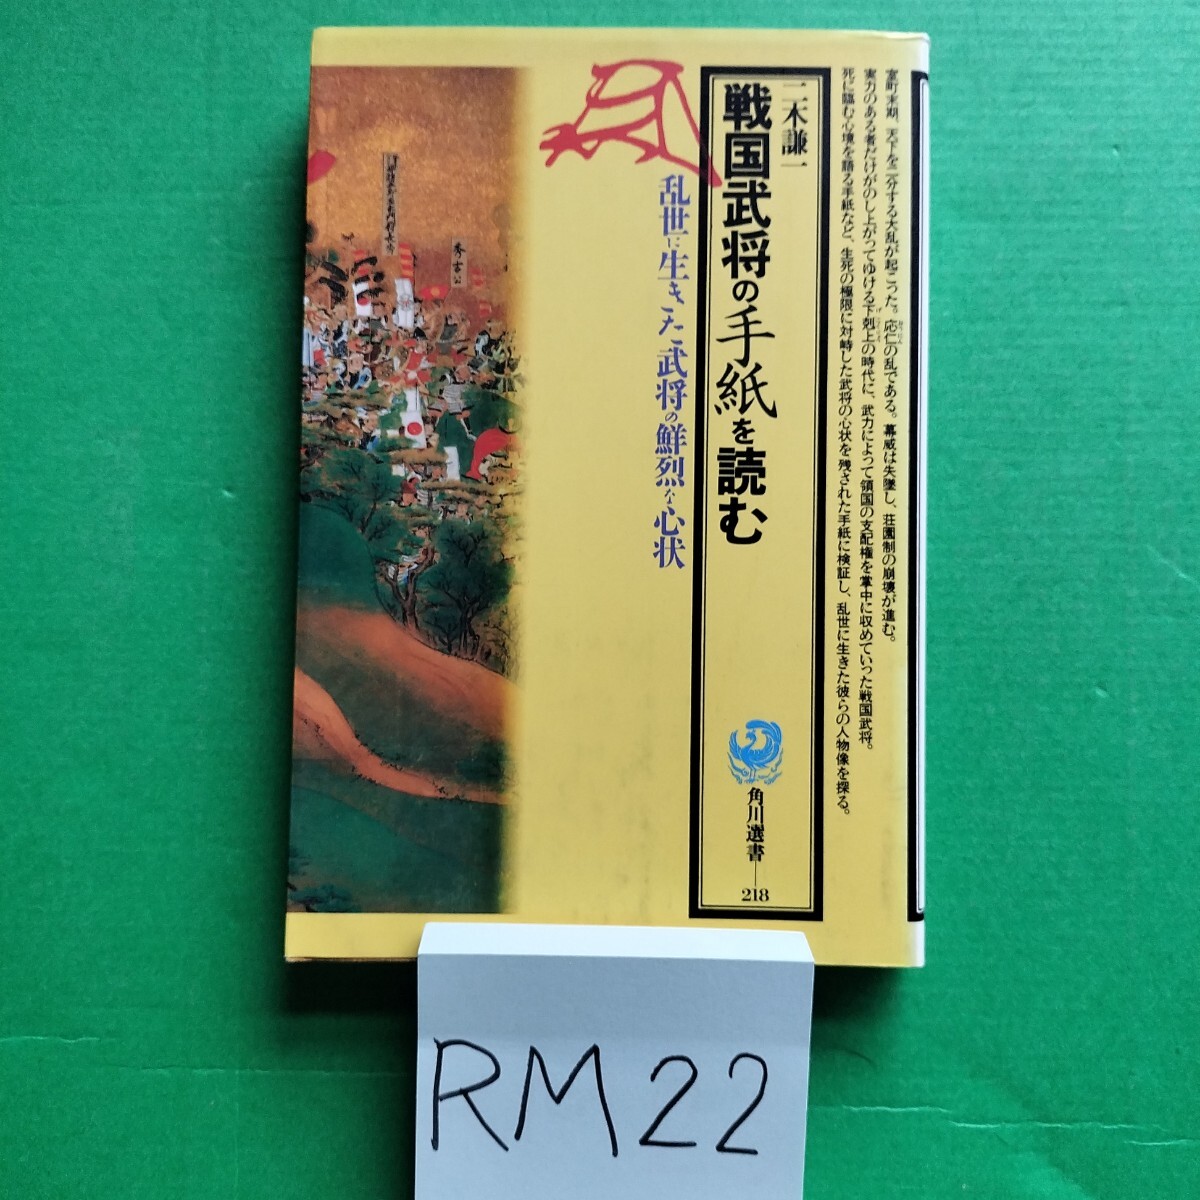 室町末期、天下を二分する大乱が起こった。応仁の乱である。幕威は失墜し、荘園制の崩壊が進む。
実力のある者だけがのし上がってゆける下剋上の時代に、武力によって領国の支配権を掌中に収めていった戦国武将。
死に臨む心境を語る手紙など、生死の極限に対峙した武将の心状を残された手紙に検証し、乱世に生きた彼らの人物像を探る。
二木謙一
戦国武将の手紙を読む
角川選書
218
乱世に生きた武将の鮮烈な心状
秀吉公
RM22